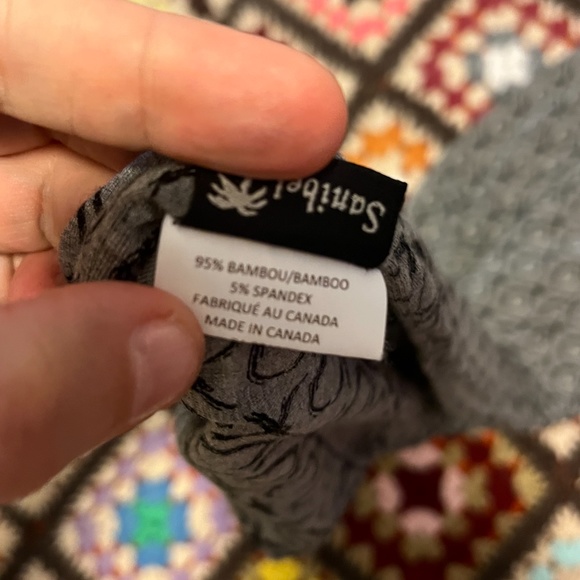 Sanibel
95% BAMBOU/BAMBOO
5% SPANDEX
FABRIQUÉ AU CANADA
MADE IN CANADA